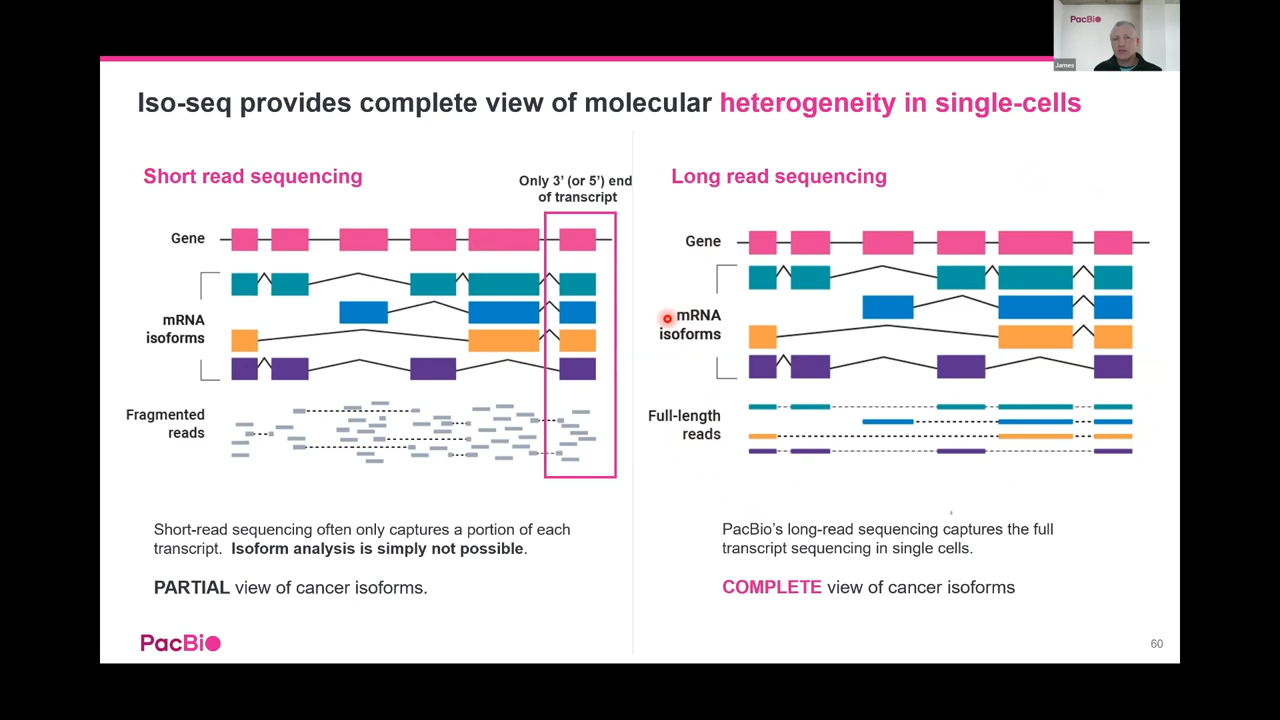 PacBio
James
Iso-seq provides complete view of molecular heterogeneity in single-cells
Short read sequencing
Only 3' (or 5') end
of transcript
Gene
mRNA
isoforms
Fragmented
reads
Short-read sequencing often only captures a portion of each
transcript. Isoform analysis is simply not possible.
PARTIAL view of cancer isoforms.
Long read sequencing
Gene
mRNA
isoforms
Full-length
reads
PacBio's long-read sequencing captures the full
transcript sequencing in single cells.
COMPLETE view of cancer isoforms
PacBio
60